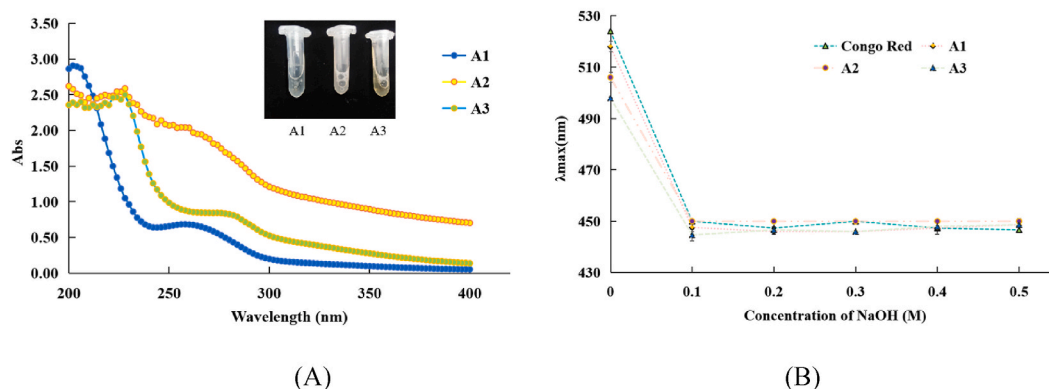 3.50
3.00
2.50
2.00
1.50
1.00
0.50
0.00
Abs
200
250
300
350
400
Wavelength (nm)
A1
A2
A3
A1
A2
A3
(A)
530
510
490
470
450
430
λmax(nm)
0
0.1
0.2
0.3
0.4
0.5
Concentration of NaOH (M)
Congo Red
A1
A2
A3
(B)